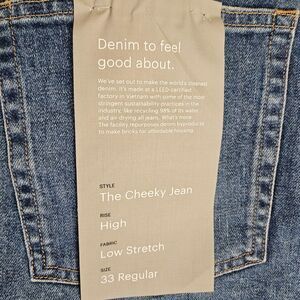 Denim to feel
good about.
We've set out to make the world's cleanest
denim. It's made at a LEED-certified
factory in Vietnam with some of the most
stringent sustainability practices in the
industry, like recycling 98% of its water
and air drying all jeans. What's more:
The facility repurposes denim byproducts
to make bricks for affordable housing.
STYLE
The Cheeky Jean
RISE
High
FABRIC
Low Stretch
SIZE
33 Regular